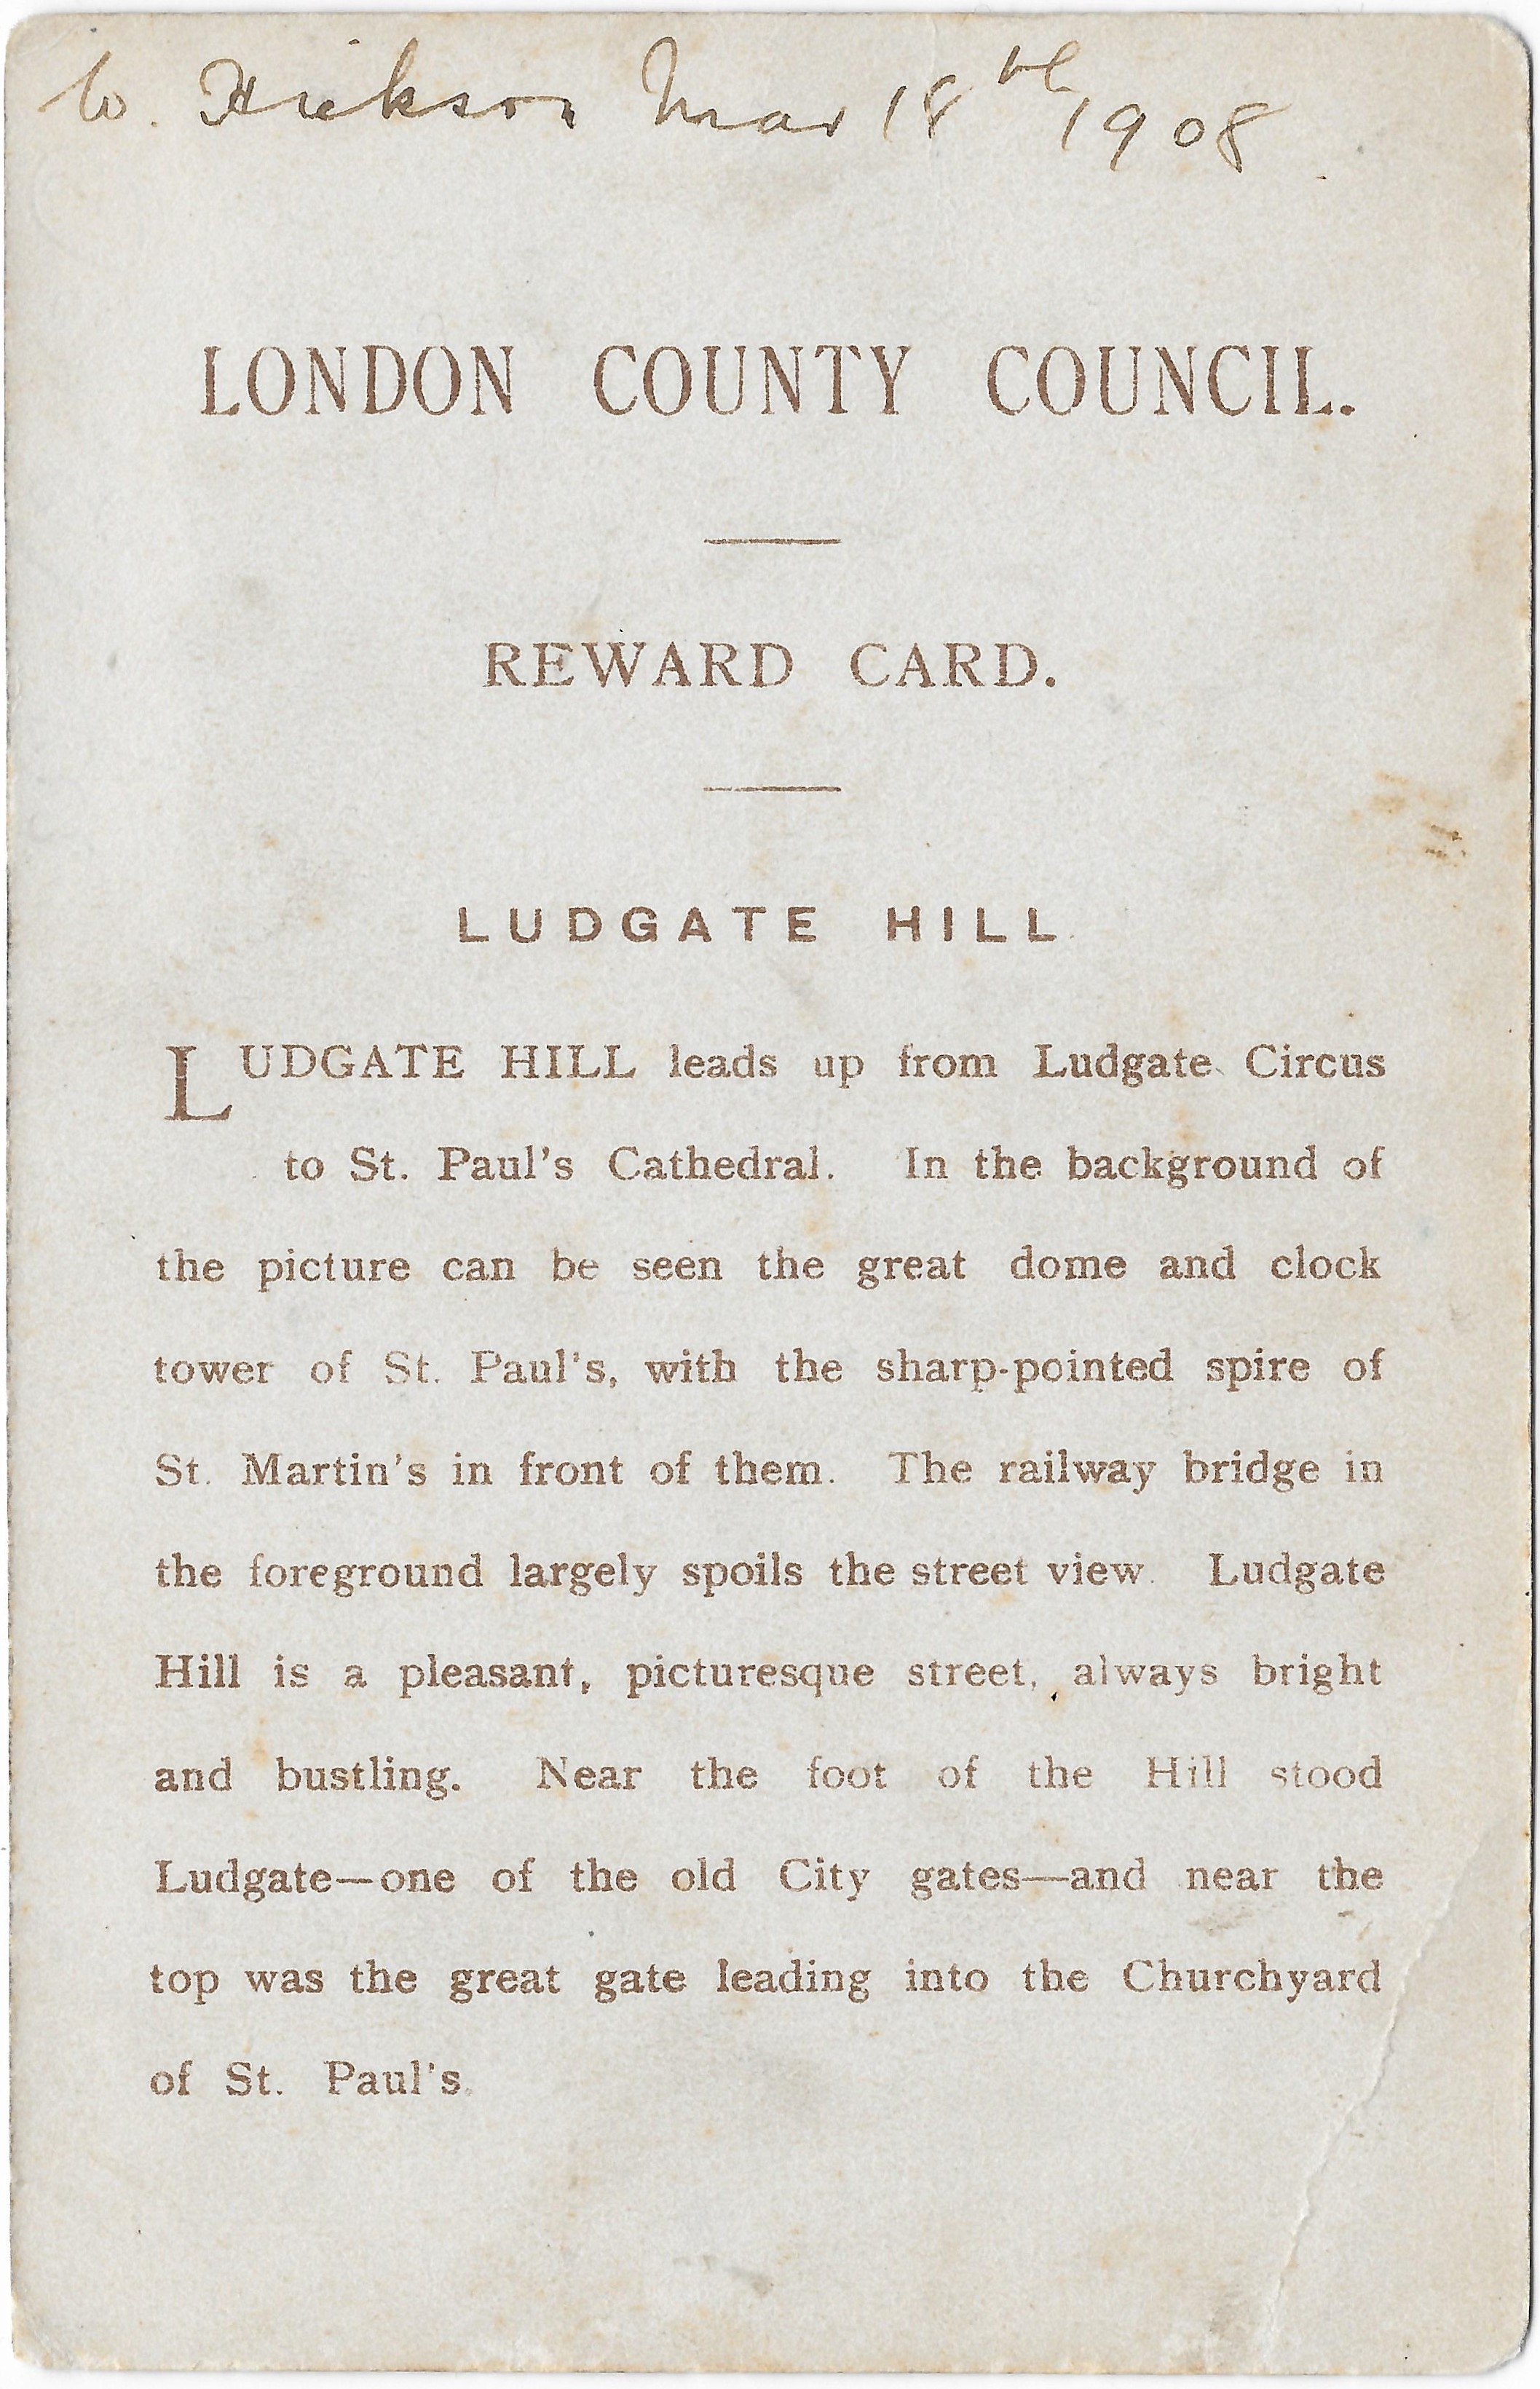 W. Hickson Mar 18th 1908
LONDON COUNTY COUNCIL.
REWARD CARD.
LUDGATE HILL
LUDGATE HILL leads up from Ludgate Circus
to St. Paul's Cathedral. In the background of
the picture can be seen the great dome and clock
tower of St. Paul's, with the sharp-pointed spire of
St. Martin's in front of them. The railway bridge in
the foreground largely spoils the street view. Ludgate
Hill is a pleasant, picturesque street, always bright
and bustling. Near the foot of the Hill stood
Ludgate—one of the old City gates—and near the
top was the great gate leading into the Churchyard
of St. Paul's.